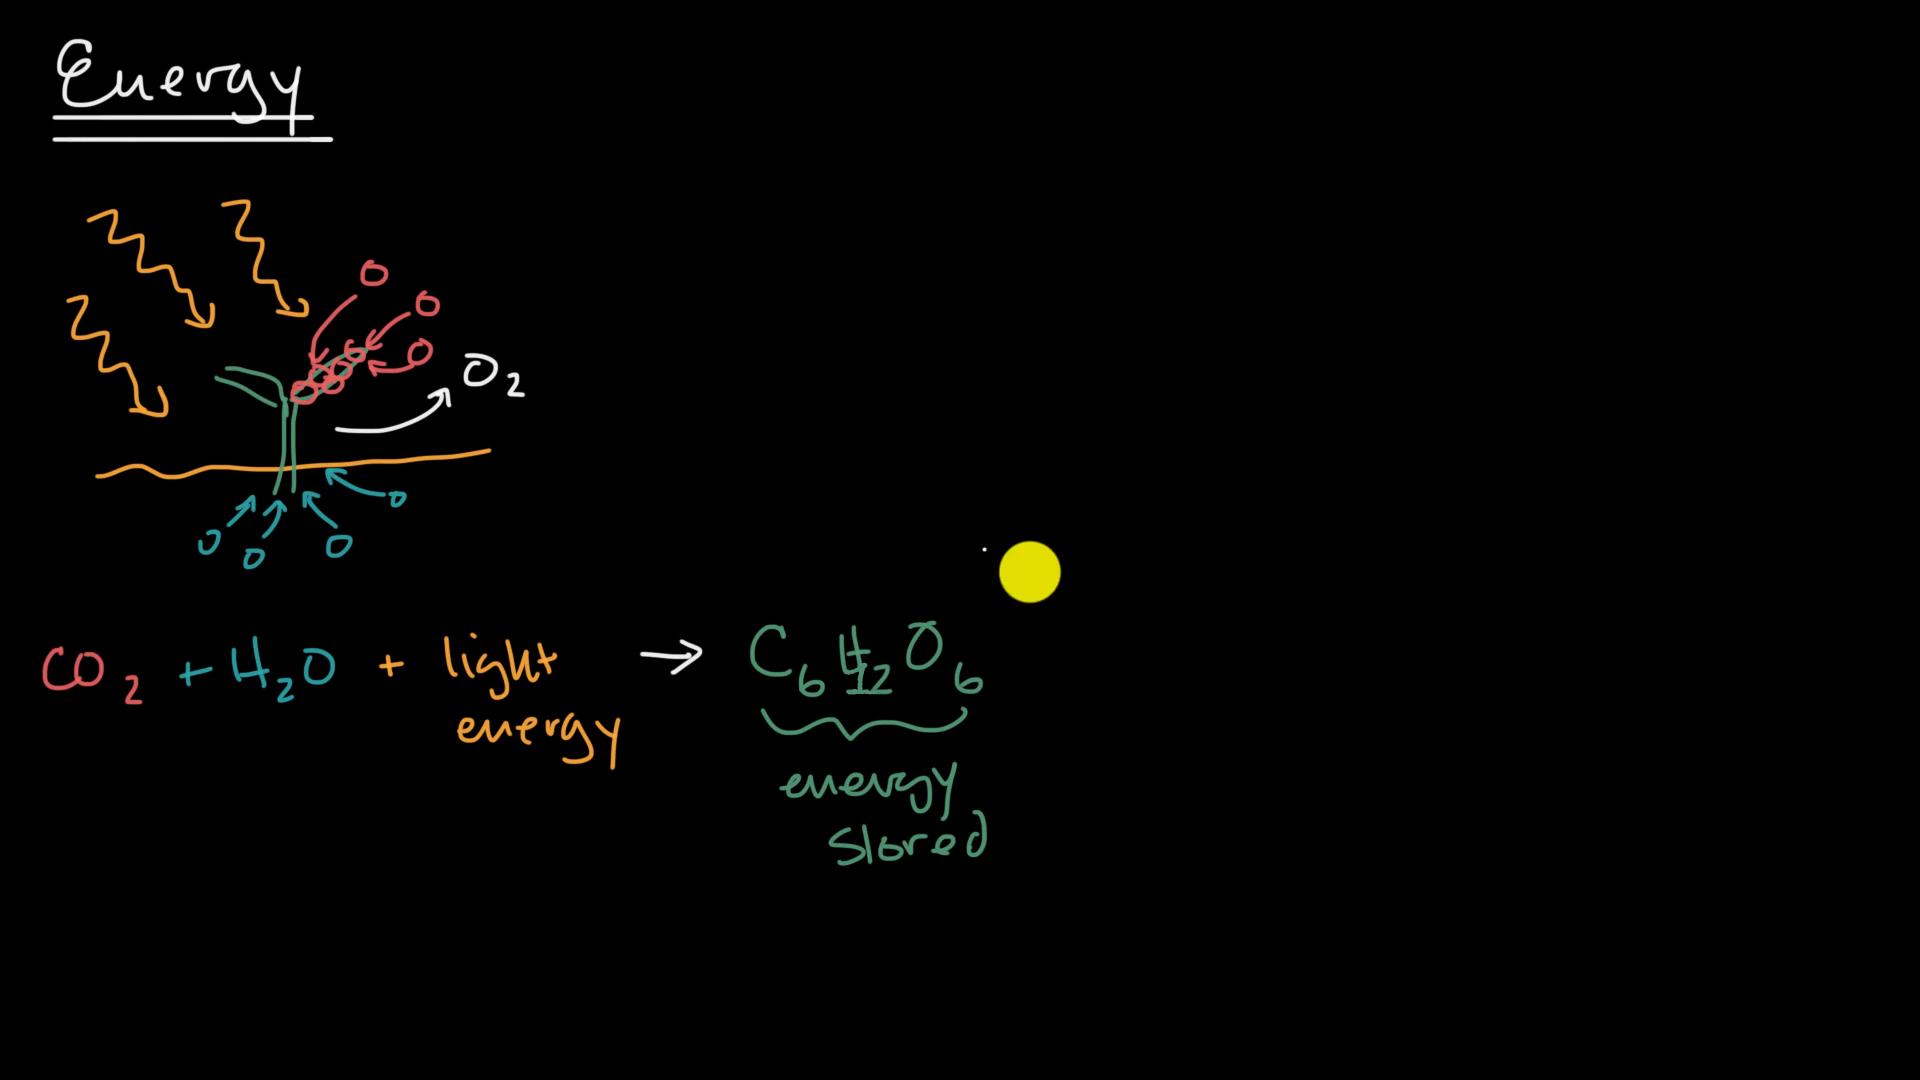 Energy
O₂
CO₂ + H₂O + light energy → C₆H₁₂O₆
energy
stored